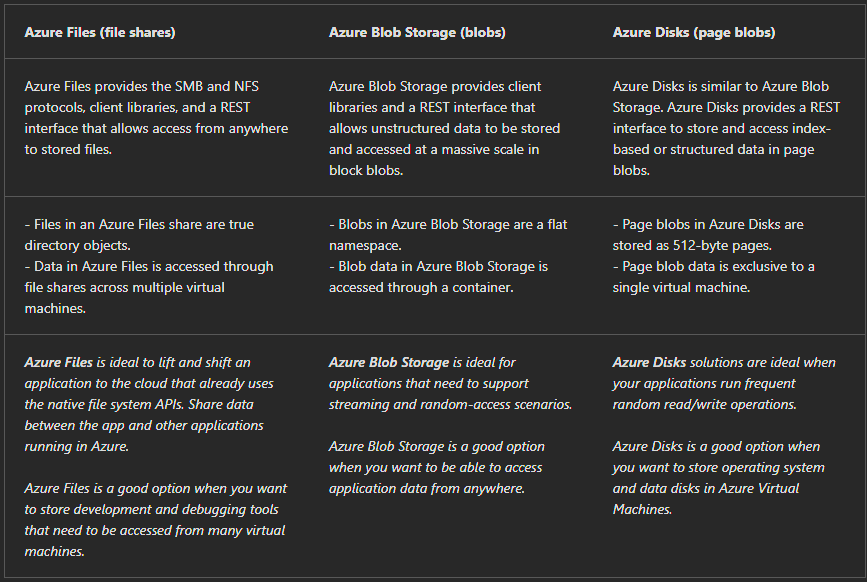 Azure Files (file shares)
Azure Blob Storage (blobs)
Azure Disks (page blobs)
Azure Files provides the SMB and NFS
protocols, client libraries, and a REST
interface that allows access from anywhere
to stored files.
Azure Blob Storage provides client
libraries and a REST interface that
allows unstructured data to be stored
and accessed at a massive scale in
block blobs.
Azure Disks is similar to Azure Blob
Storage. Azure Disks provides a REST
interface to store and access index-
based or structured data in page
blobs.
- Files in an Azure Files share are true
directory objects.
- Data in Azure Files is accessed through
file shares across multiple virtual
machines.
- Blobs in Azure Blob Storage are a flat
namespace.
- Blob data in Azure Blob Storage is
accessed through a container.
- Page blobs in Azure Disks are
stored as 512-byte pages.
- Page blob data is exclusive to a
single virtual machine.
Azure Files is ideal to lift and shift an
application to the cloud that already uses
the native file system APIs. Share data
between the app and other applications
running in Azure.
Azure Files is a good option when you want
to store development and debugging tools
that need to be accessed from many virtual
machines.
Azure Blob Storage is ideal for
applications that need to support
streaming and random-access scenarios.
Azure Blob Storage is a good option
when you want to be able to access
application data from anywhere.
Azure Disks solutions are ideal when
your applications run frequent
random read/write operations.
Azure Disks is a good option when
you want to store operating system
and data disks in Azure Virtual
Machines.